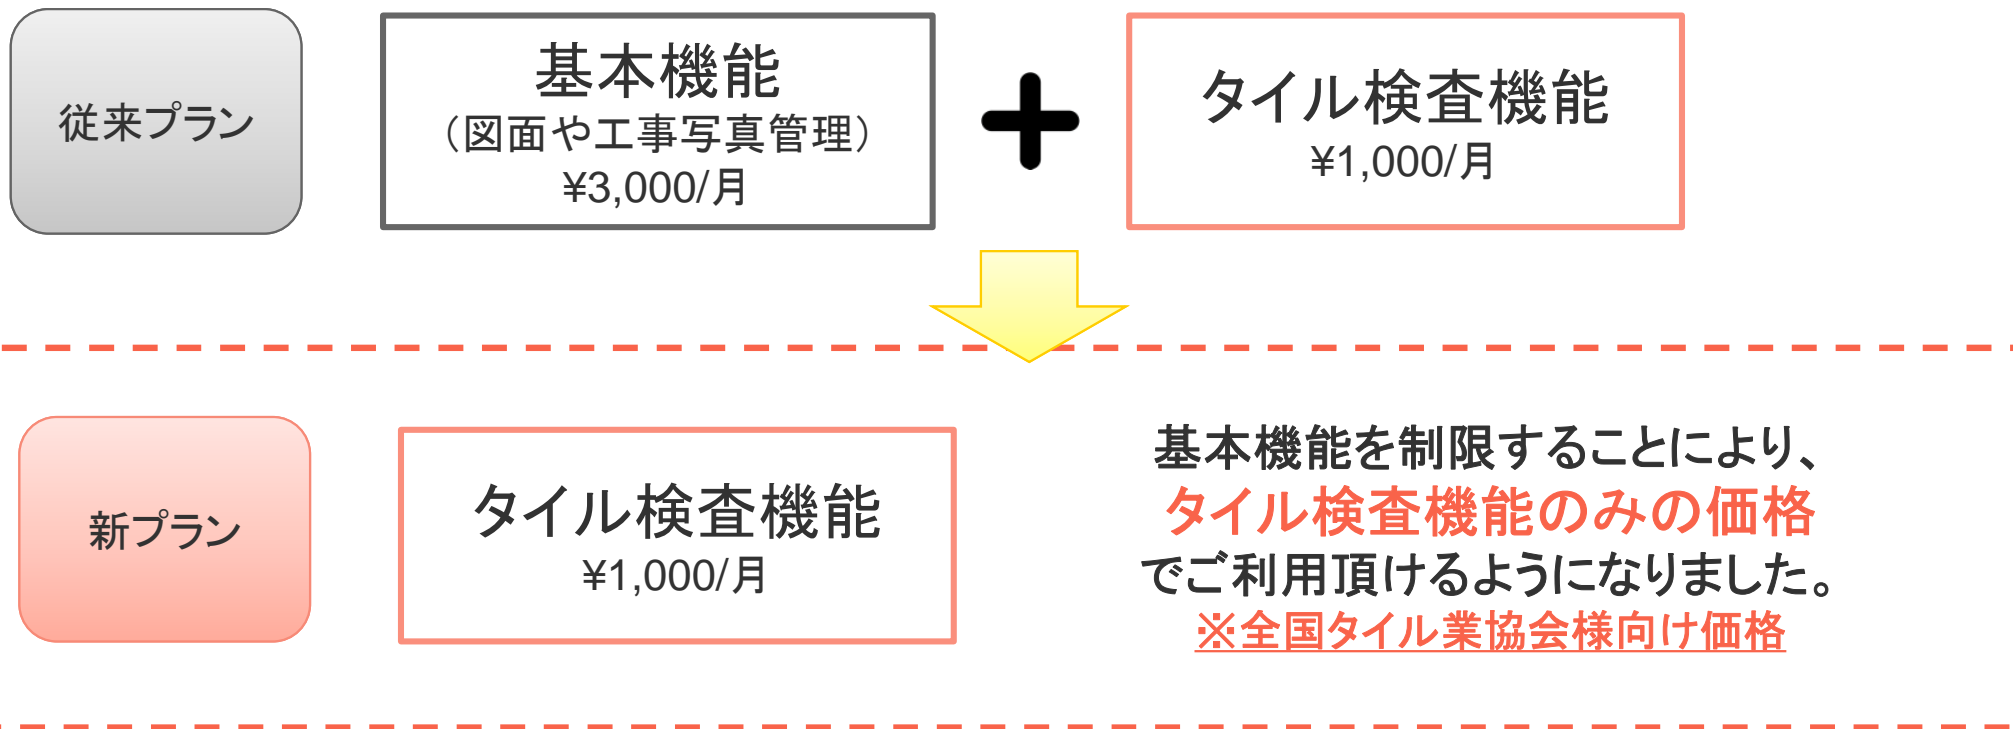 従来プラン
基本機能
（図面や工事写真管理）
¥3,000/月
タイル検査機能
¥1,000/月
新プラン
タイル検査機能
¥1,000/月
基本機能を制限することにより、
タイル検査機能のみの価格
でご利用頂けるようになりました。
※全国タイル業協会様向け価格